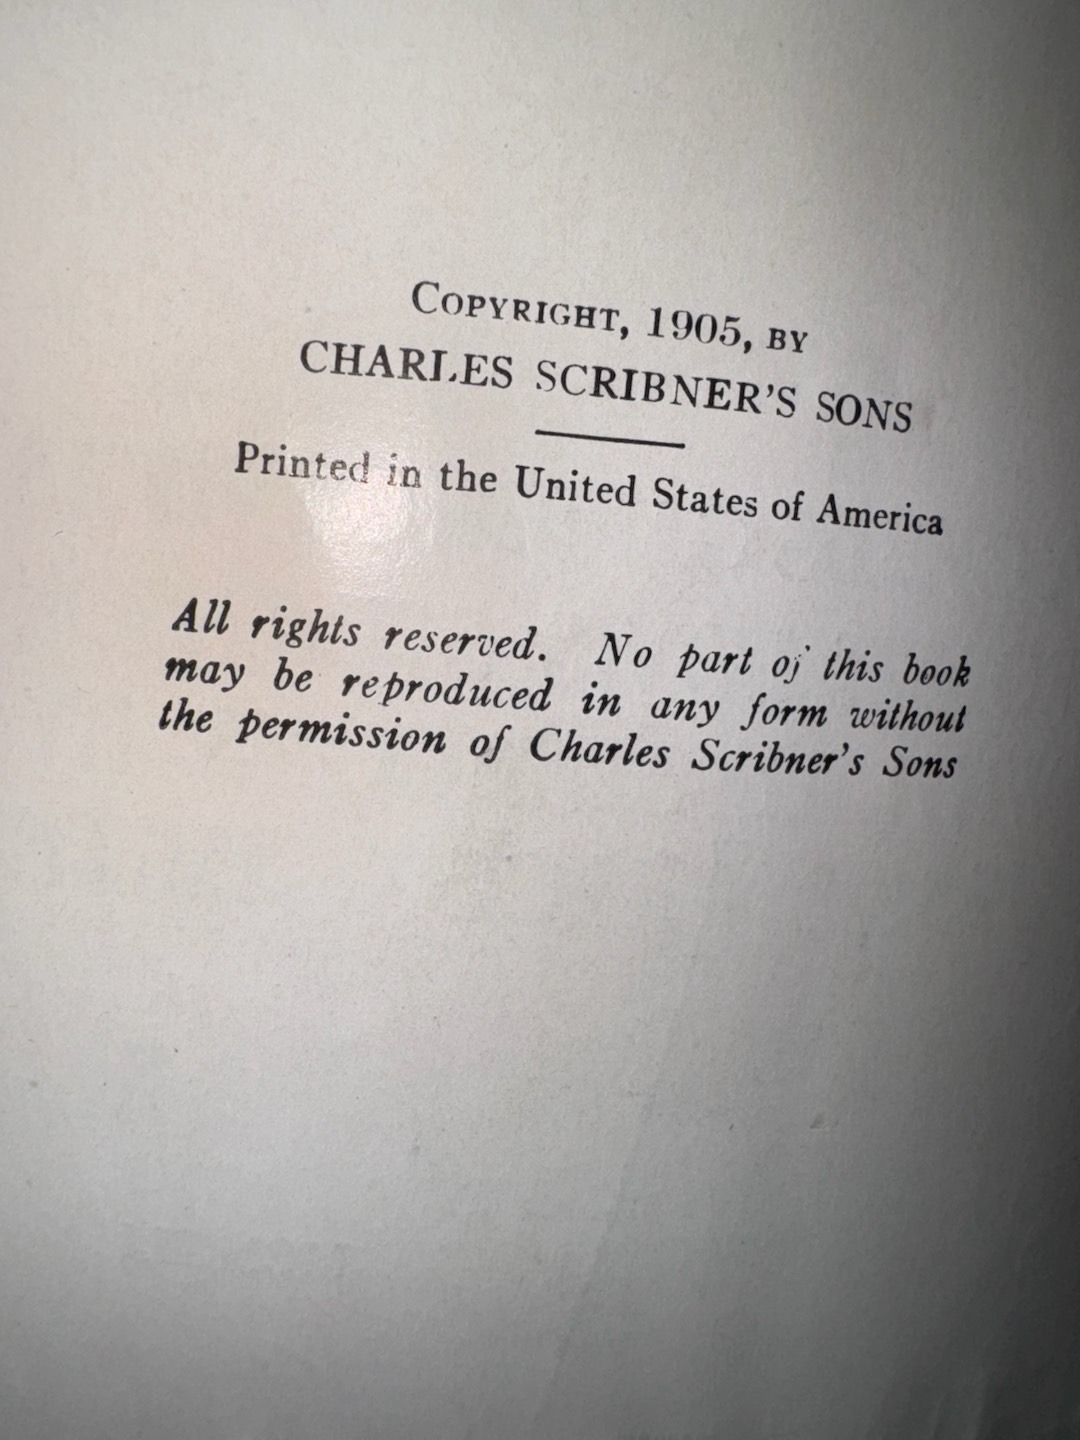 COPYRIGHT, 1905, BY
CHARLES SCRIBNER'S SONS
Printed in the United States of America
All rights reserved. No part of this book
may be reproduced in any form without
the permission of Charles Scribner's Sons